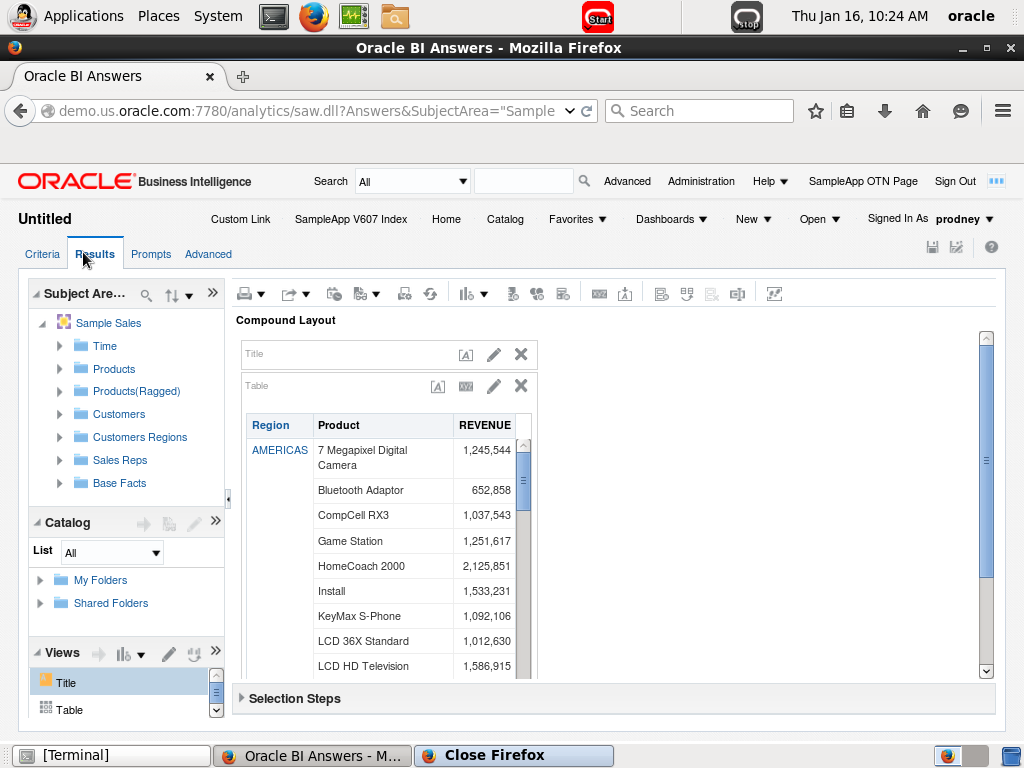 Applications Places System Start stop Thu Jan 16, 10:24 AM oracle
Oracle BI Answers - Mozilla Firefox
Oracle BI Answers
demo.us.oracle.com:7780/analytics/saw.dll?Answers&SubjectArea="Sample Search
ORACLE Business Intelligence Search All Advanced Administration Help SampleApp OTN Page Sign Out
Untitled Custom Link SampleApp V607 Index Home Catalog Favorites Dashboards New Open Signed In As prodney
Criteria Results Prompts Advanced
Subject Are...
Sample Sales
Time
Products
Products(Ragged)
Customers
Customers Regions
Sales Reps
Base Facts
Catalog
List All
My Folders
Shared Folders
Views
Title
Table
Compound Layout
Title
Table
Region Product REVENUE
AMERICAS 7 Megapixel Digital 1,245,544
Camera
Bluetooth Adaptor 652,858
CompCell RX3 1,037,543
Game Station 1,251,617
HomeCoach 2000 2,125,851
Install 1,533,231
KeyMax S-Phone 1,092,106
LCD 36X Standard 1,012,630
LCD HD Television 1,586,915
Selection Steps
[Terminal] Oracle BI Answers - M... Close Firefox